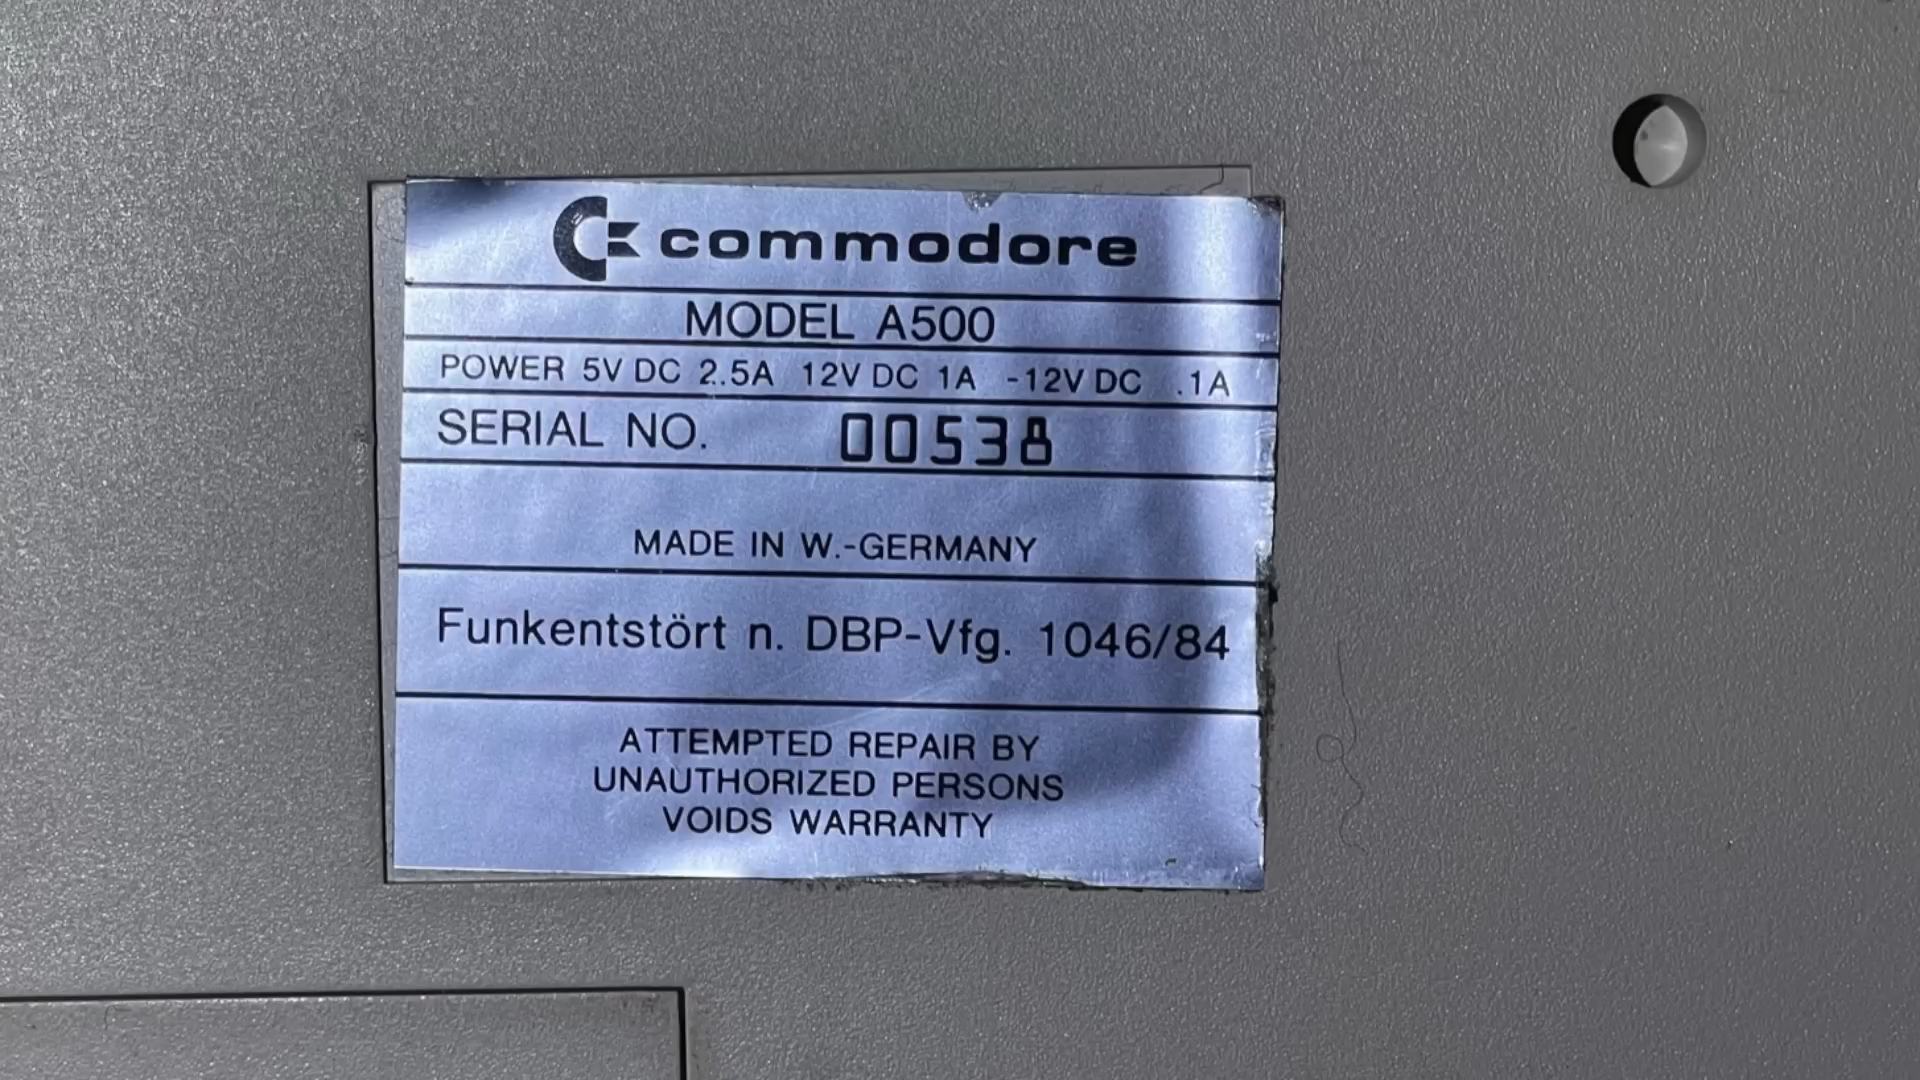 commodore
MODEL A500
POWER 5V DC 2.5A 12V DC 1A -12V DC .1A
SERIAL NO. 00538
MADE IN W.-GERMANY
Funkentstört n. DBP-Vfg. 1046/84
ATTEMPTED REPAIR BY
UNAUTHORIZED PERSONS
VOIDS WARRANTY